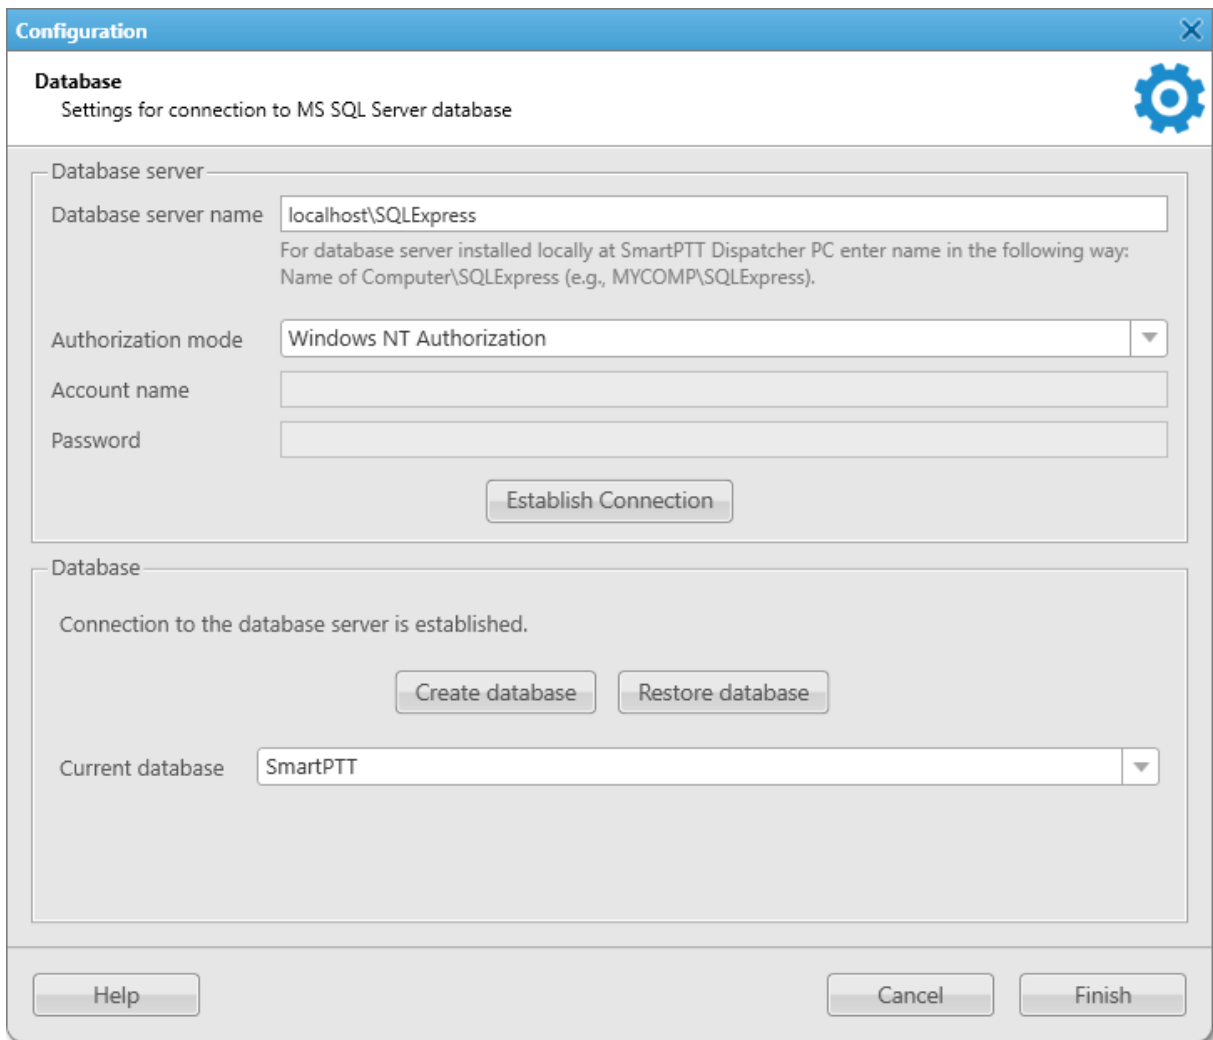 Configuration
Database
Settings for connection to MS SQL Server database
Database server
Database server name
localhost\SQLExpress
For database server installed locally at SmartPTT Dispatcher PC enter name in the following way:
Name of Computer\SQLExpress (e.g., MYCOMP\SQLExpress).
Authorization mode
Windows NT Authorization
Account name
Password
Establish Connection
Database
Connection to the database server is established.
Create database
Restore database
Current database
SmartPTT
Help
Cancel
Finish